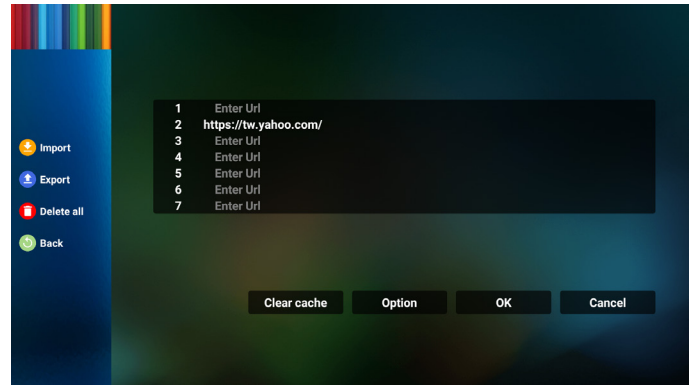 1 Enter Url
2 https://tw.yahoo.com/
3 Enter Url
4 Enter Url
5 Enter Url
6 Enter Url
7 Enter Url
Import
Export
Delete all
Back
Clear cache Option OK Cancel